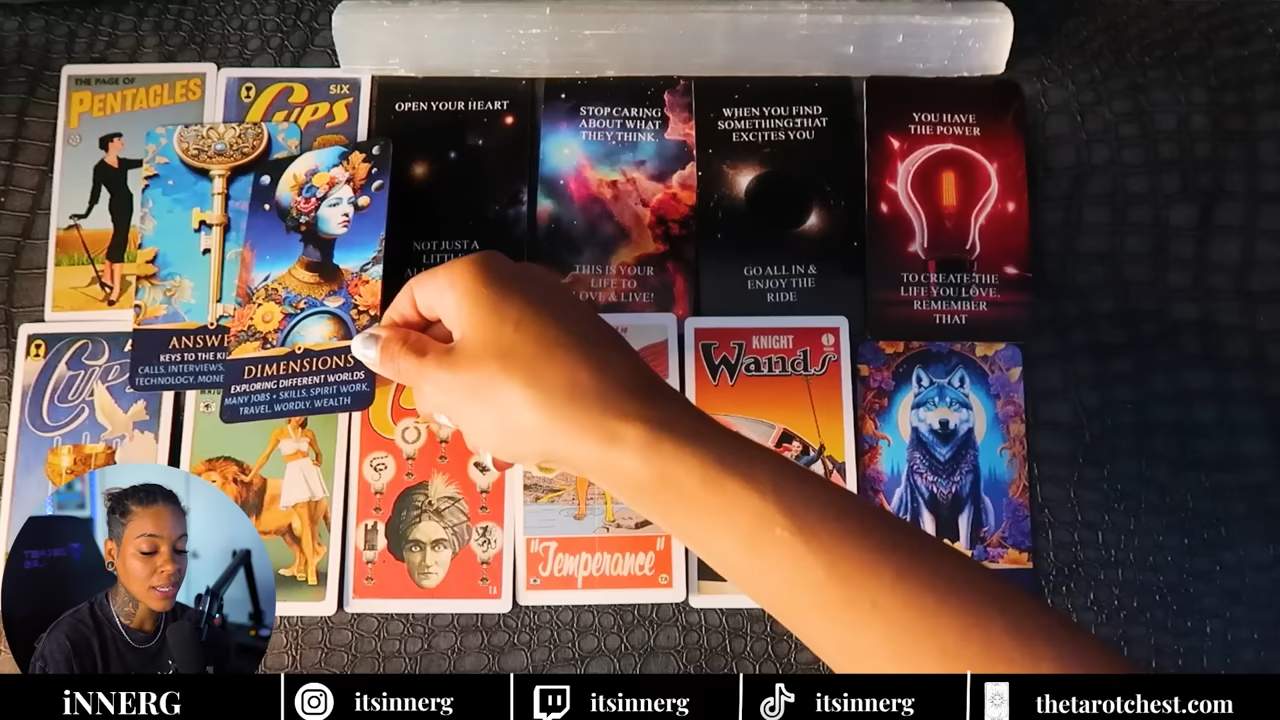 THE PAGE OF
PENTACLES
SIX
Cups
OPEN YOUR HEART
NOT JUST A
STOP CARING
ABOUT WHAT
THEY THINK.
THIS IS YOUR
LIFE TO
LOVE & LIVE!
WHEN YOU FIND
SOMETHING THAT
EXCITES YOU
GO ALL IN &
ENJOY THE
RIDE
YOU HAVE
THE POWER
TO CREATE THE
LIFE YOU LOVE.
REMEMBER
THAT
ANSWE
KEYS TO THE KI
CALLS, INTERVIEWS,
TECHNOLOGY, MONE
DIMENSIONS
EXPLORING DIFFERENT WORLDS
MANY JOBS + SKILLS, SPIRIT WORK,
TRAVEL, WORDLY, WEALTH
"Temperance"
KNIGHT
Wands
iNNERG
itsinnerg
itsinnerg
itsinnerg
thetarotchest.com